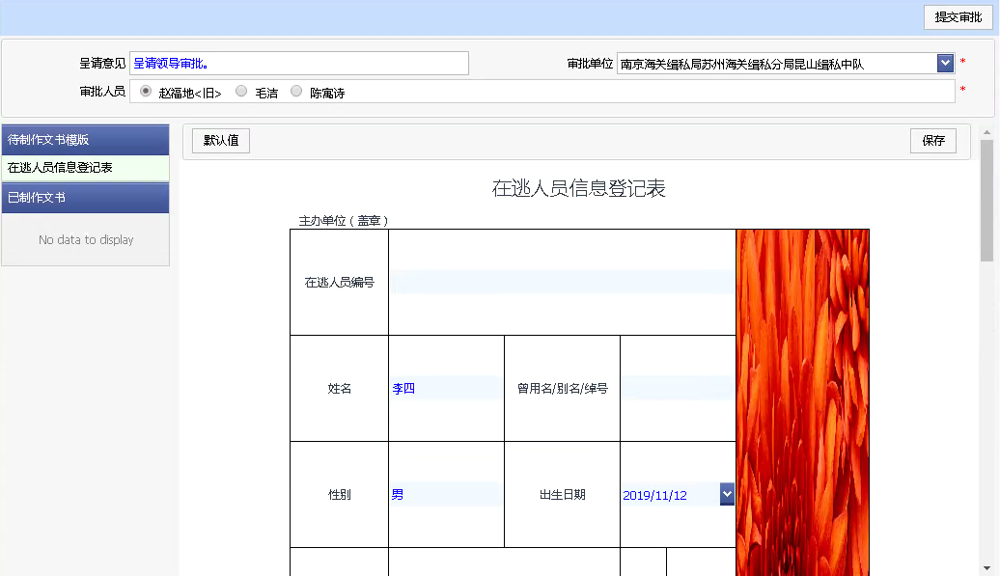 提交审批
呈请意见 呈请领导审批。 审批单位 南京海关缉私局苏州海关缉私分局昆山缉私中队 *
审批人员 赵福地<旧> 毛洁 陈寓诗 *
待制作文书模版
在逃人员信息登记表
已制作文书
No data to display
默认值 保存
在逃人员信息登记表
主办单位（盖章）
在逃人员编号
姓名 李四 曾用名/别名/绰号
性别 男 出生日期 2019/11/12